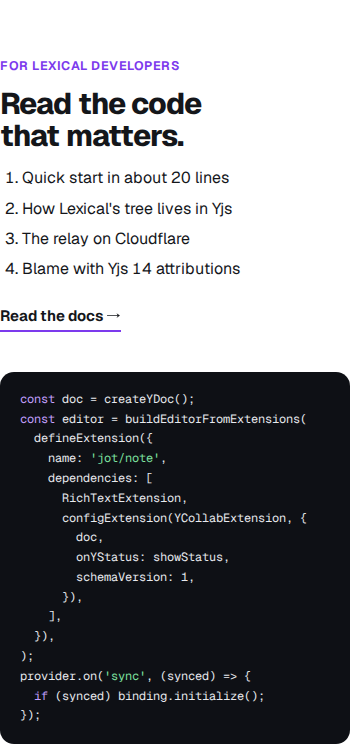 FOR LEXICAL DEVELOPERS
Read the code
that matters.
1. Quick start in about 20 lines
2. How Lexical's tree lives in Yjs
3. The relay on Cloudflare
4. Blame with Yjs 14 attributions
Read the docs →
const doc = createYDoc();
const editor = buildEditorFromExtensions(
  defineExtension({
    name: 'jot/note',
    dependencies: [
      RichTextExtension,
      configExtension(YCollabExtension, {
        doc,
        onYStatus: showStatus,
        schemaVersion: 1,
      }),
    ],
  }),
);
provider.on('sync', (synced) => {
  if (synced) binding.initialize();
});